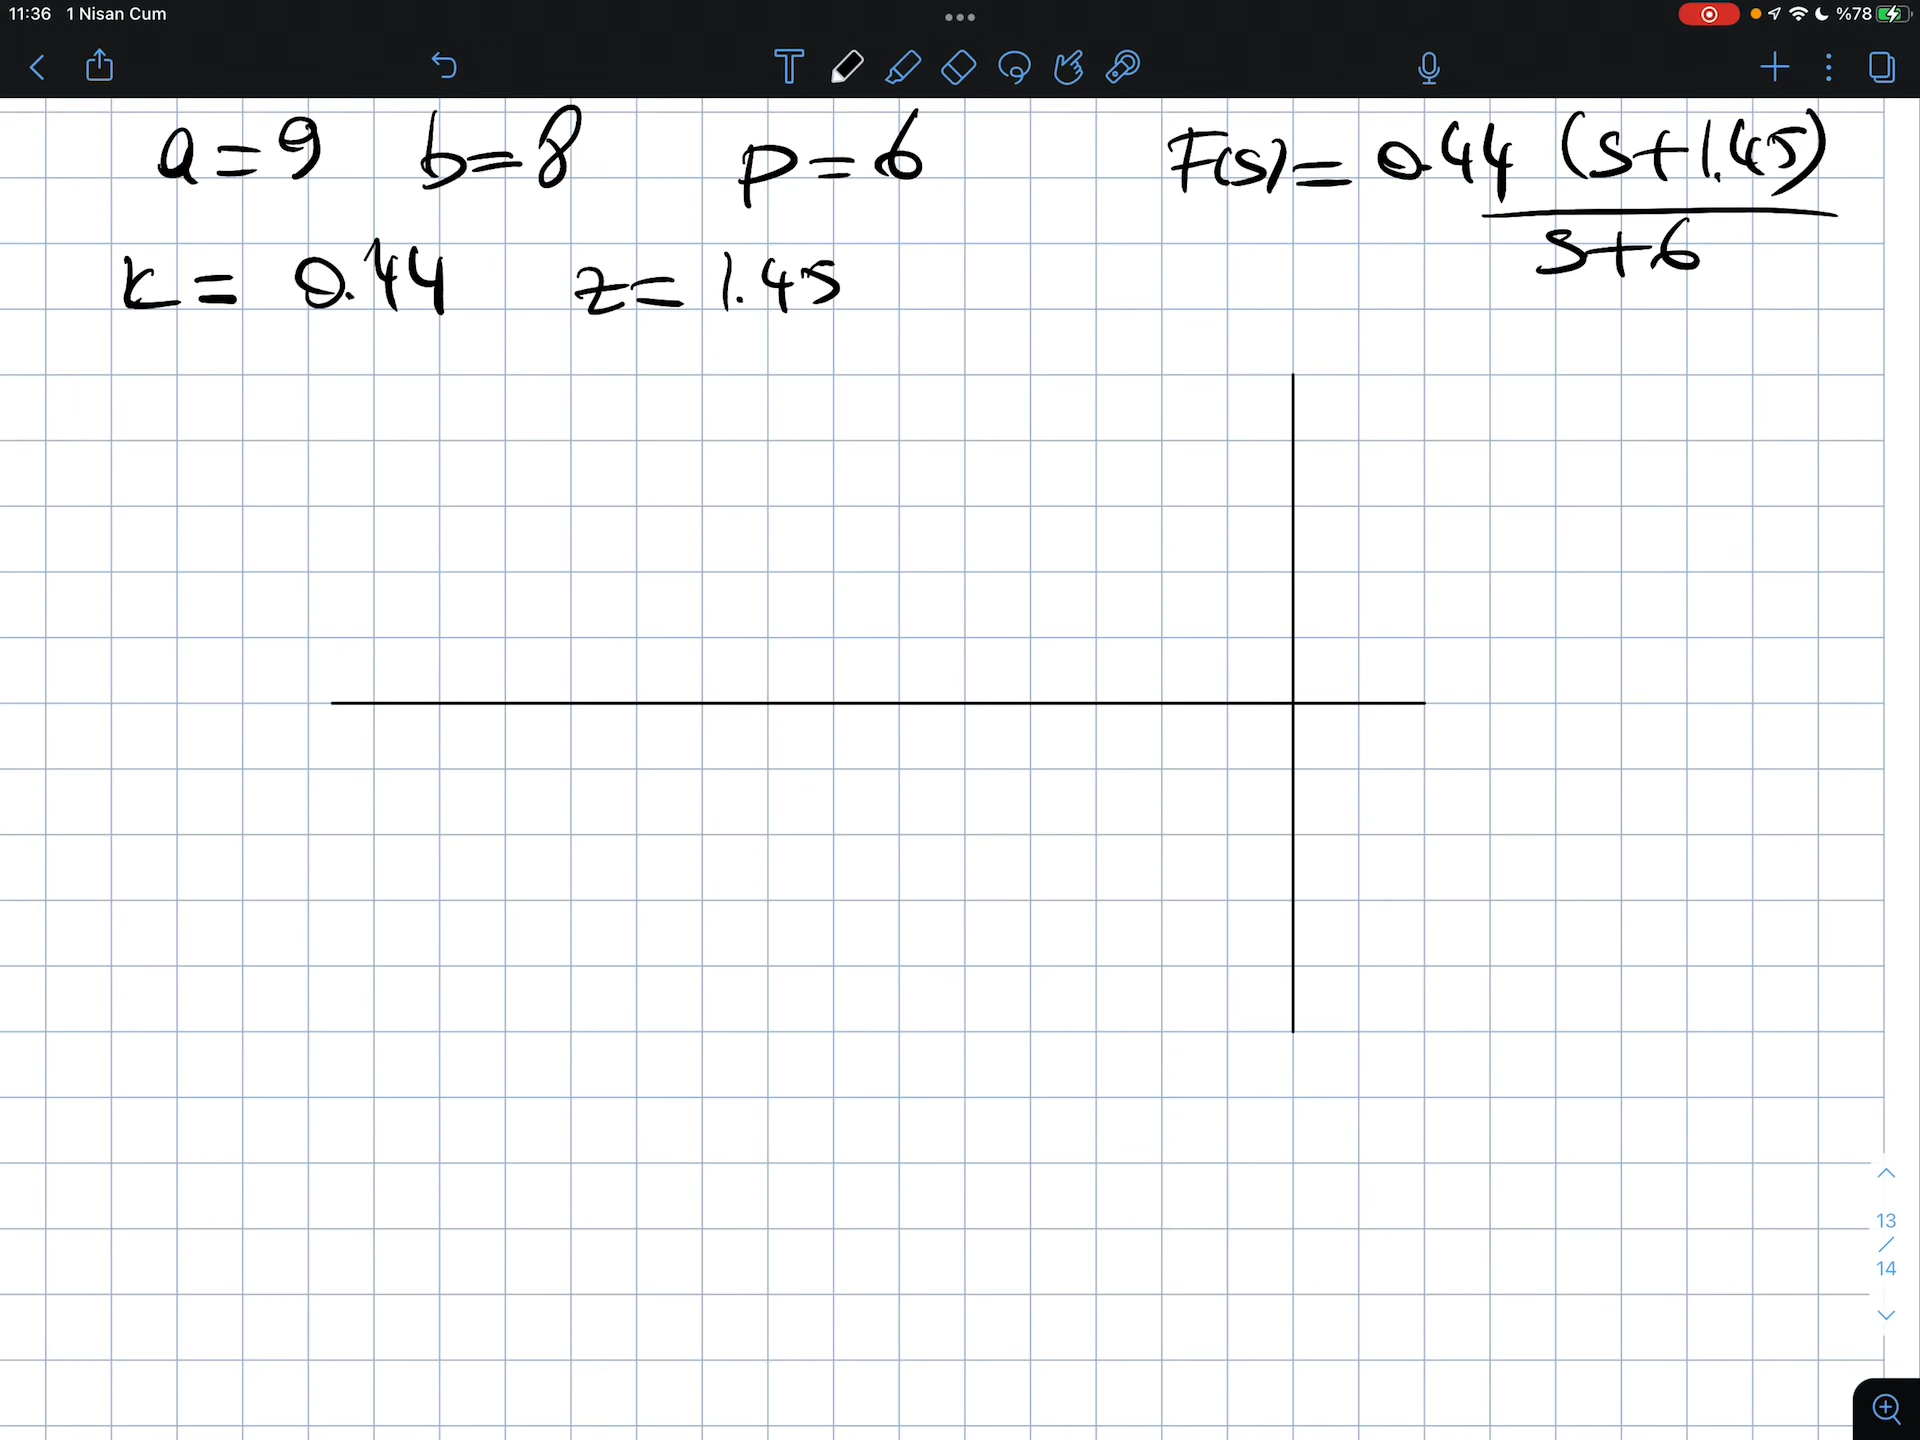 11:36 1 Nisan Cum
%78
a=9 b=8 p=6 F(s)= 0.44 (s+1.45)
s+6
k= 0.44 z= 1.45
13
/
14